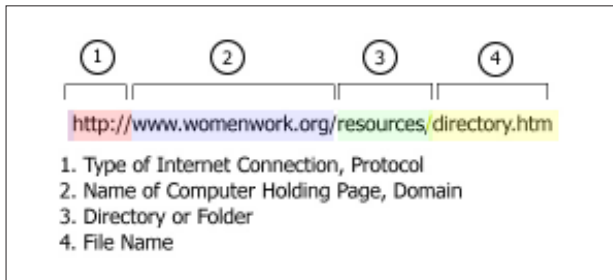 1 2 3 4
http://www.womenwork.org/resources/directory.htm
1. Type of Internet Connection, Protocol
2. Name of Computer Holding Page, Domain
3. Directory or Folder
4. File Name